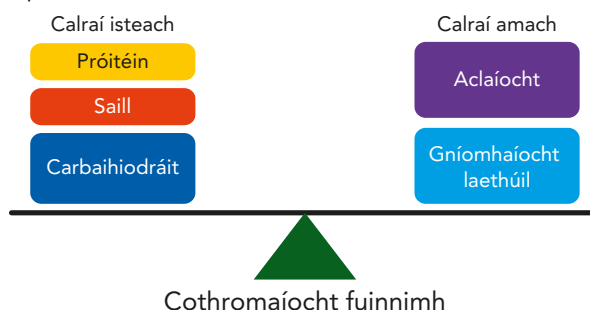 Calraí isteach
Próitéin
Saill
Carbaihiodráit
Calraí amach
Aclaíocht
Gníomhaíocht
laethúil
Cothromaíocht fuinnimh